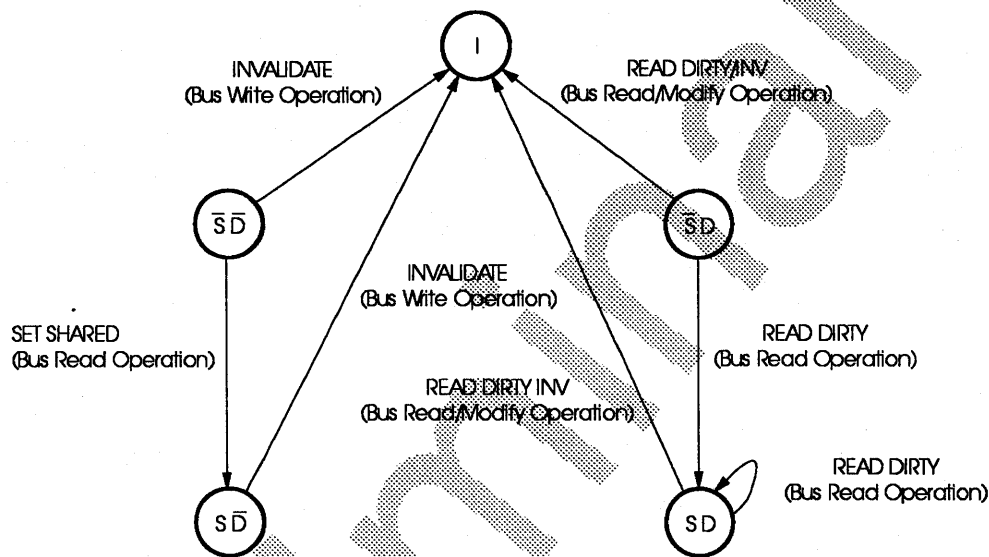 I
INVALIDATE
(Bus Write Operation)
READ DIRTY/INV
(Bus Read/Modify Operation)
S̅ D̅
S̅ D
INVALIDATE
(Bus Write Operation)
SET SHARED
(Bus Read Operation)
READ DIRTY
(Bus Read Operation)
READ DIRTY INV
(Bus Read/Modify Operation)
READ DIRTY
(Bus Read Operation)
S D̅
S D